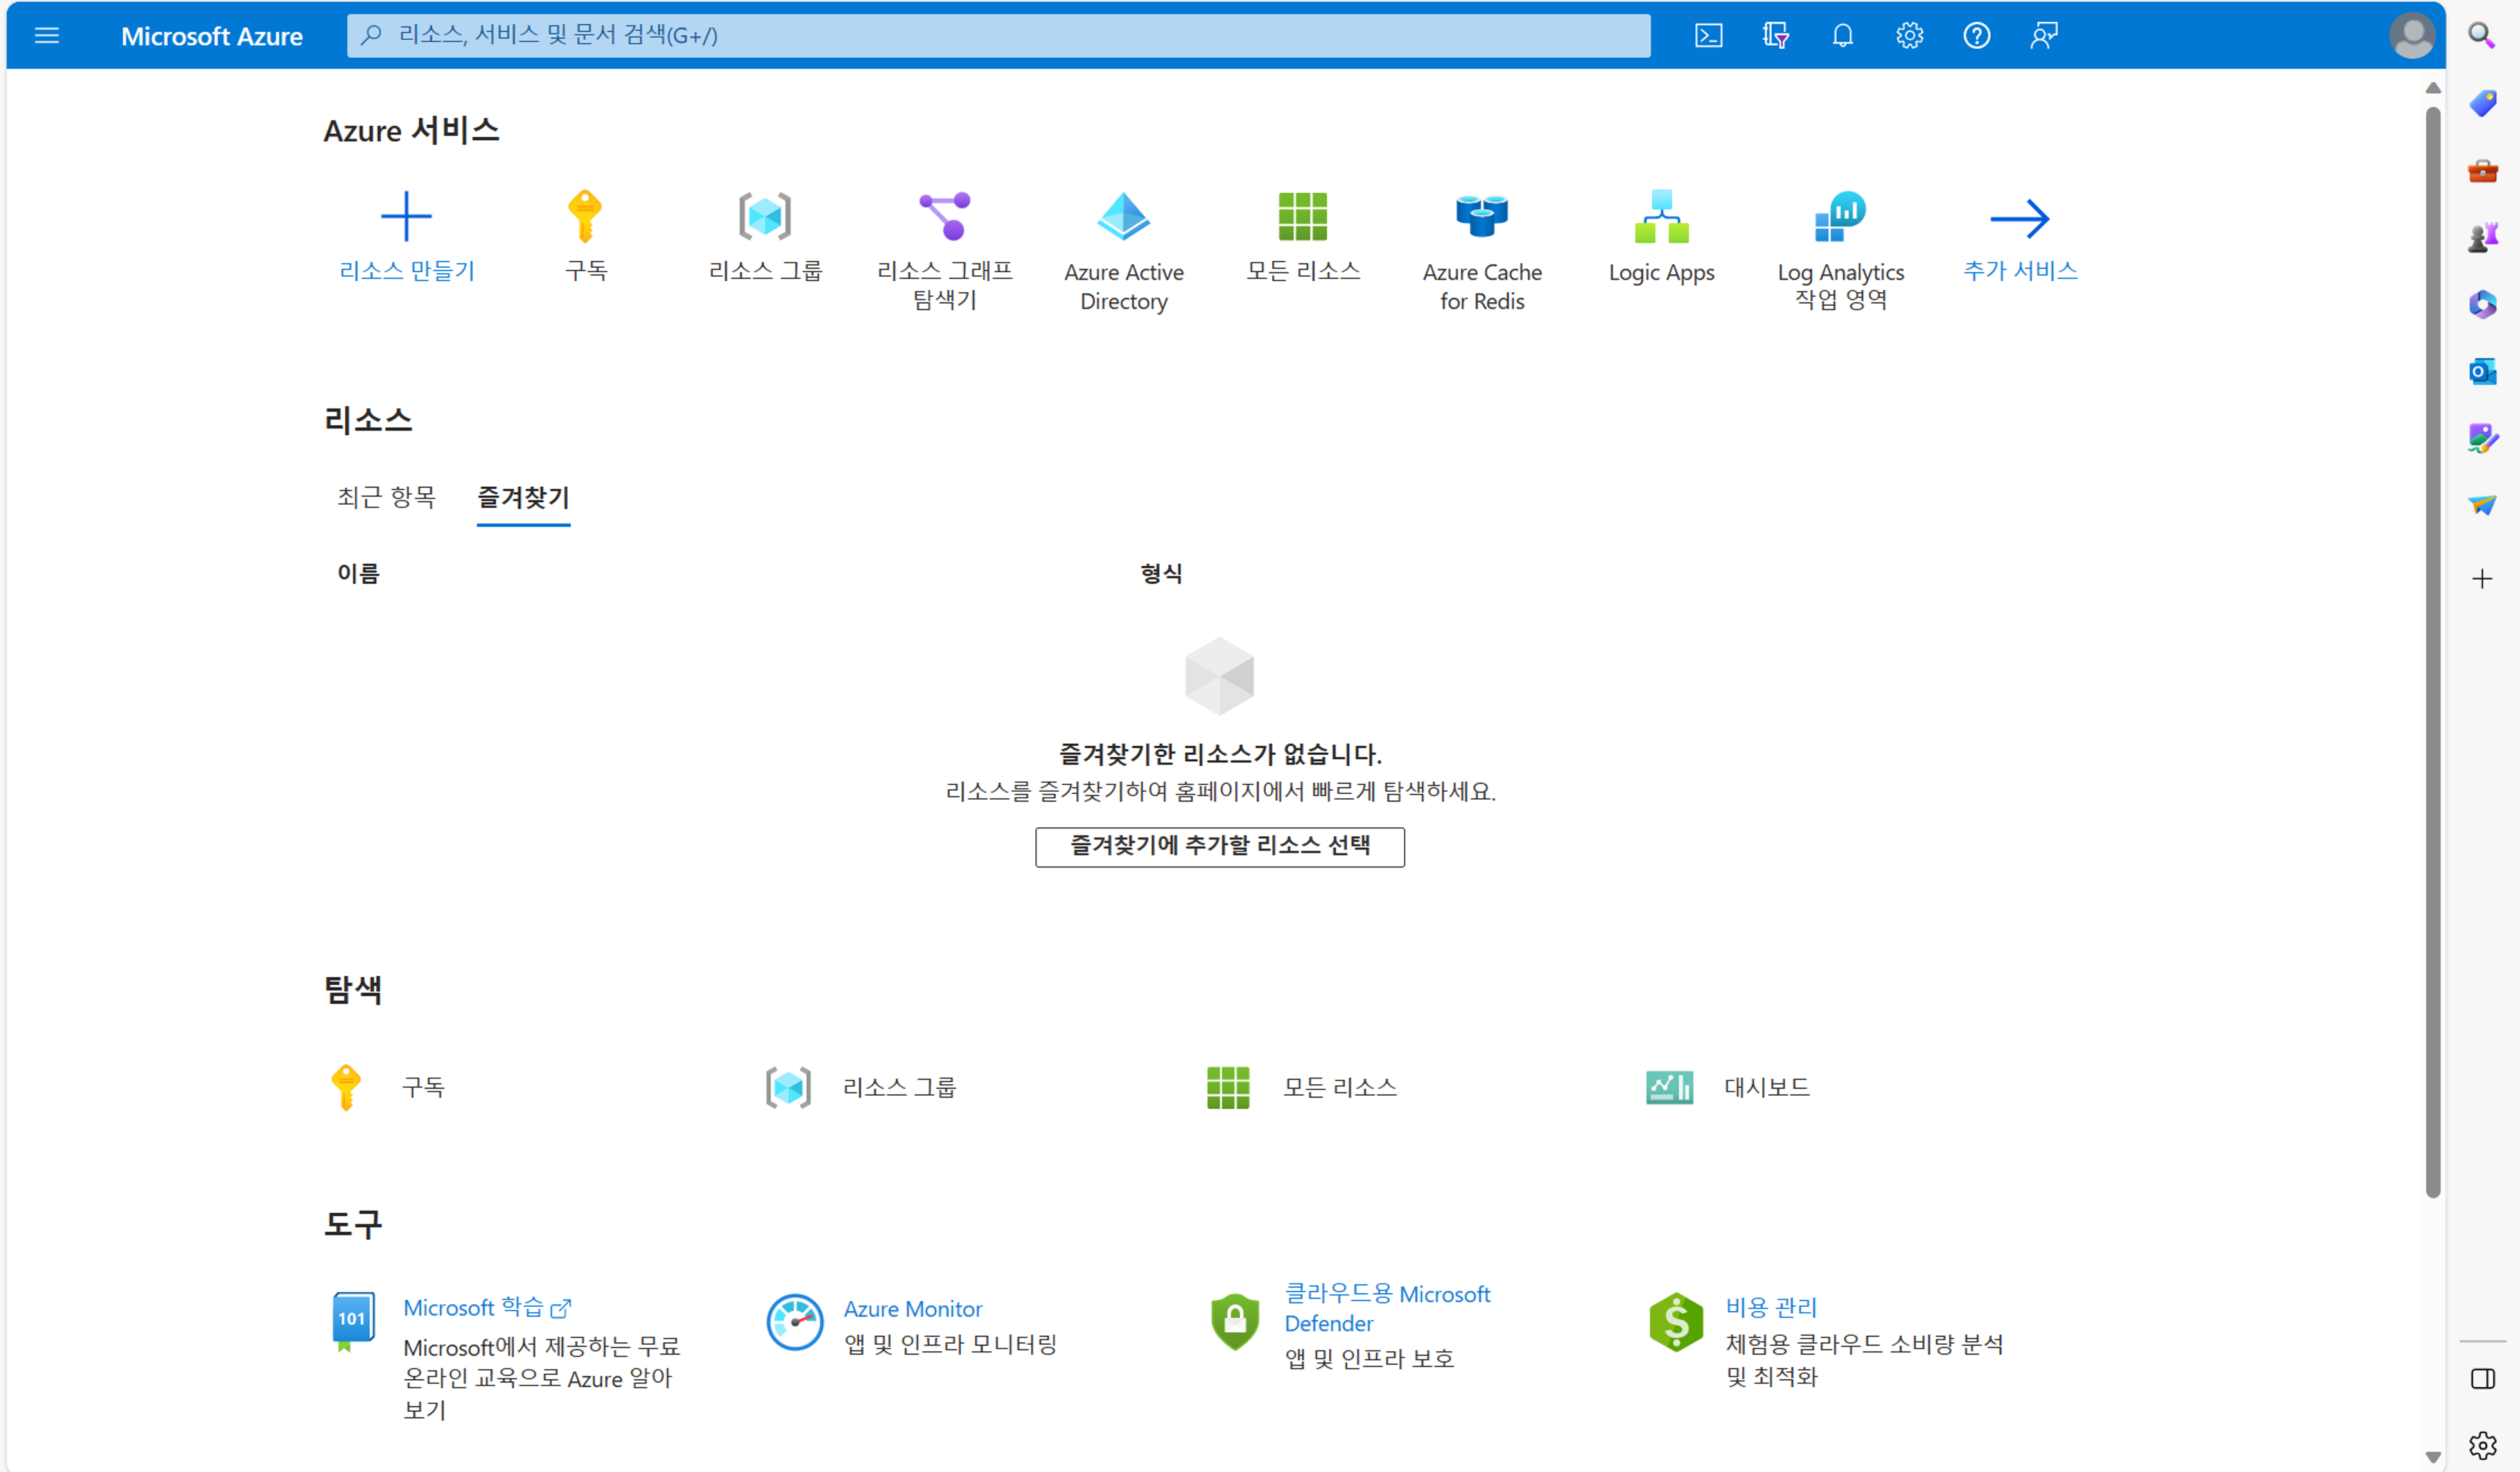 Microsoft Azure
리소스, 서비스 및 문서 검색(G+/)
Azure 서비스
리소스 만들기
구독
리소스 그룹
리소스 그래프
탐색기
Azure Active
Directory
모든 리소스
Azure Cache
for Redis
Logic Apps
Log Analytics
작업 영역
추가 서비스
리소스
최근 항목
즐겨찾기
이름
형식
즐겨찾기한 리소스가 없습니다.
리소스를 즐겨찾기하여 홈페이지에서 빠르게 탐색하세요.
즐겨찾기에 추가할 리소스 선택
탐색
구독
리소스 그룹
모든 리소스
대시보드
도구
101
Microsoft 학습
Microsoft에서 제공하는 무료
온라인 교육으로 Azure 알아
보기
Azure Monitor
앱 및 인프라 모니터링
클라우드용 Microsoft
Defender
앱 및 인프라 보호
비용 관리
체험용 클라우드 소비량 분석
및 최적화